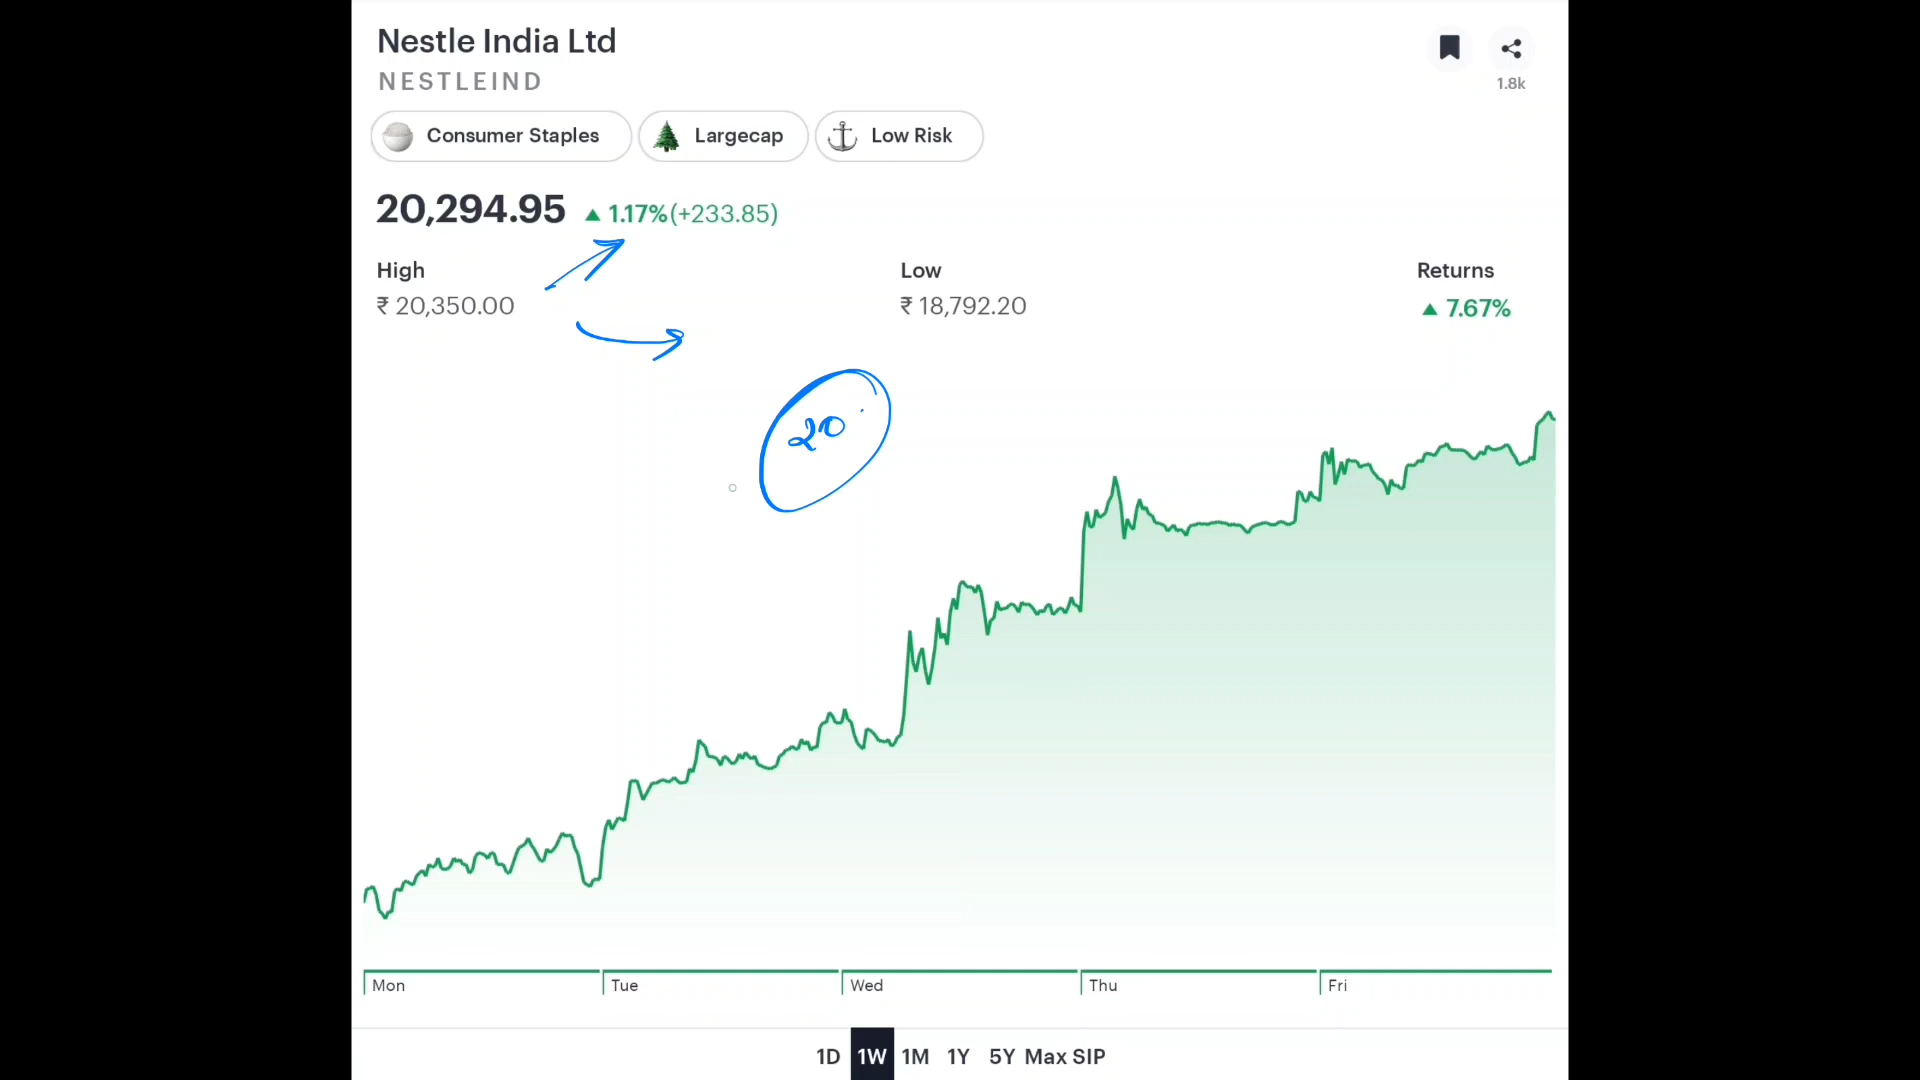 Nestle India Ltd
NESTLEIND
1.8k
Consumer Staples
Largecap
Low Risk
20,294.95 ▲ 1.17% (+233.85)
High
₹ 20,350.00
Low
₹ 18,792.20
Returns
▲ 7.67%
20
Mon
Tue
Wed
Thu
Fri
1D 1W 1M 1Y 5Y Max SIP